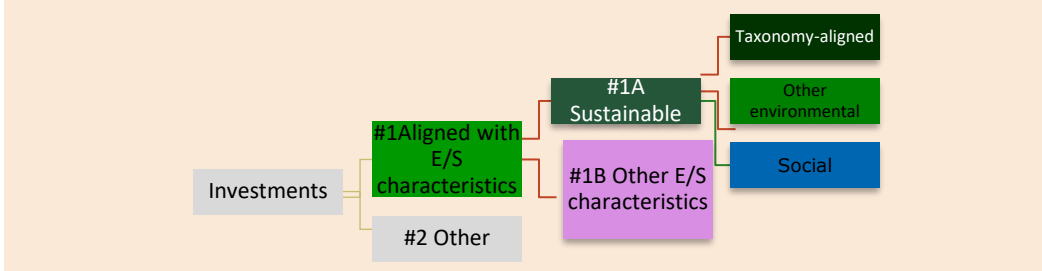 Investments
#1Aligned with
E/S
characteristics
#2 Other
#1A
Sustainable
#1B Other E/S
characteristics
Taxonomy-aligned
Other
environmental
Social